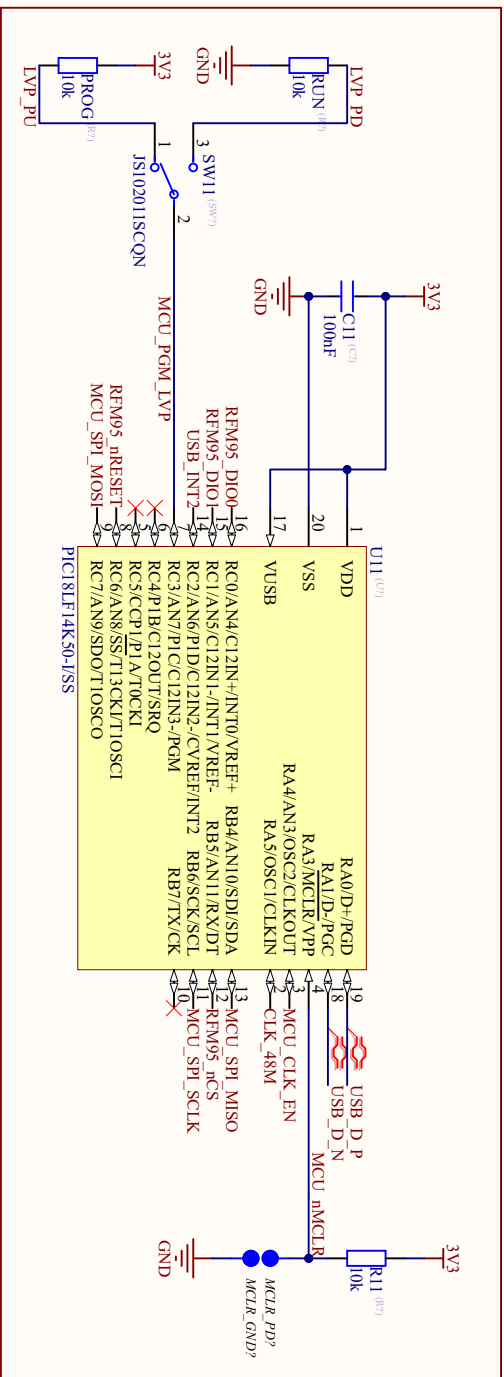 3V3
PROG (R?)
10k
LVP_PU
GND
RUN (R?)
10k
LVP_PD
1
3
SW11 (SW?)
2
JS102011SCQN
MCU_PGM_LVP
3V3
C11 (C?)
100nF
GND
U11 (U?)
1
VDD
20
VSS
17
VUSB
RFM95_DIO0
16
RC0/AN4/C12IN+/INT0/VREF+
RFM95_DIO1
15
RC1/AN5/C12IN1-/INT1/VREF-
USB_INT2
14
RC2/AN6/P1D/C12IN2-/CVREF/INT2
7
RC3/AN7/P1C/C12IN3-/PGM
6
RC4/P1B/C12OUT/SRQ
5
RC5/CCP1/P1A/T0CKI
RFM95_nRESET
8
RC6/AN8/SS/T13CKI/T1OSCI
MCU_SPI_MOSI
9
RC7/AN9/SDO/T1OSCO
PIC18LF14K50-I/SS
RA0/D+/PGD
19
USB_D_P
RA1/D-/PGC
18
USB_D_N
RA3/MCLR/VPP
4
MCU_nMCLR
RA4/AN3/OSC2/CLKOUT
3
MCU_CLK_EN
RA5/OSC1/CLKIN
2
CLK_48M
RB4/AN10/SDI/SDA
13
MCU_SPI_MISO
RB5/AN11/RX/DT
12
RFM95_nCS
RB6/SCK/SCL
11
MCU_SPI_SCLK
RB7/TX/CK
10
3V3
R11 (R?)
10k
MCLR_PD?
MCLR_GND?
GND